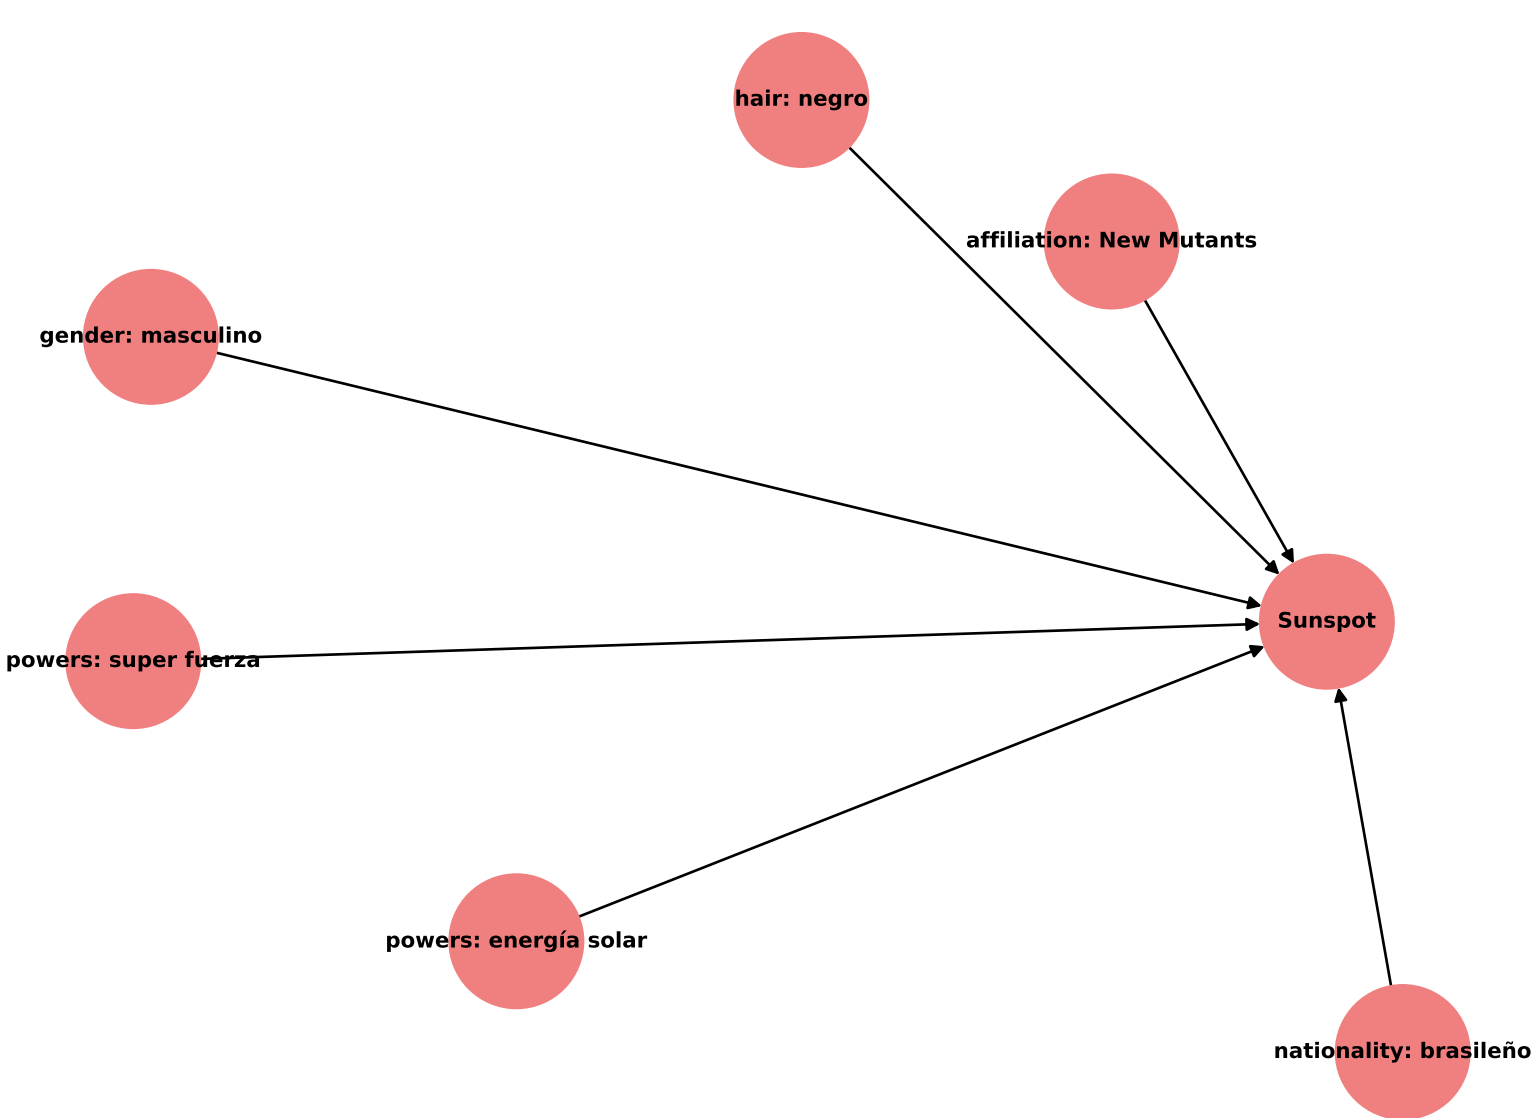 hair: negro
affiliation: New Mutants
gender: masculino
Sunspot
powers: super fuerza
powers: energía solar
nationality: brasileño